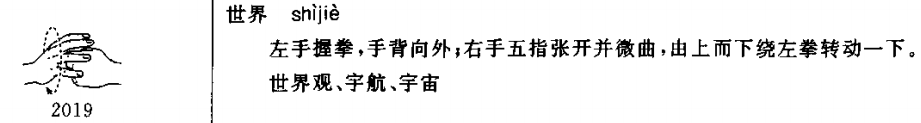 世界 shìjiè
左手握拳,手背向外;右手五指张开并微曲,由上而下绕左拳转动一下。
世界观、宇航、宇宙
2019